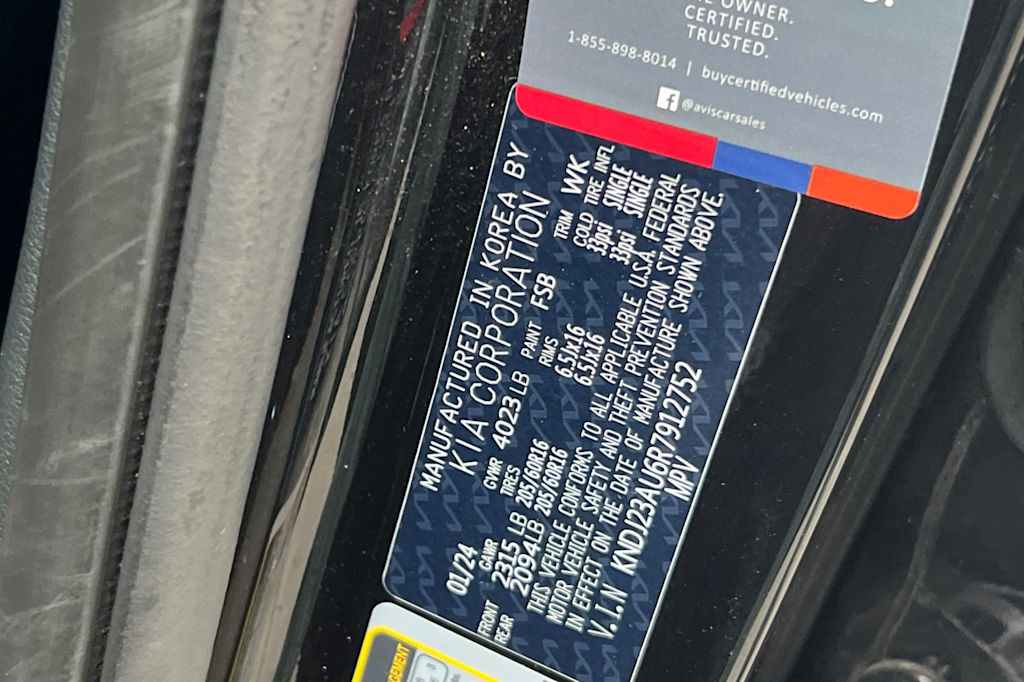 OWNER.
CERTIFIED.
TRUSTED.
1-855-898-8014 | buycertifiedvehicles.com
@aviscarsales
MANUFACTURED IN KOREA BY
KIA CORPORATION
01/24 GVWR 4023LB PAINT FSB TRIM WK
GAWR TIRES RIMS COLD TIRE INFL
FRONT 2315 LB 205/60R16 6.5Jx16 33psi SINGLE
REAR 2094LB 205/60R16 6.5Jx16 33psi SINGLE
THIS VEHICLE CONFORMS TO ALL APPLICABLE U.S.A. FEDERAL
MOTOR VEHICLE SAFETY AND THEFT PREVENTION STANDARDS
IN EFFECT ON THE DATE OF MANUFACTURE SHOWN ABOVE.
V.I.N KNDJ23AU6R7912752
MPV